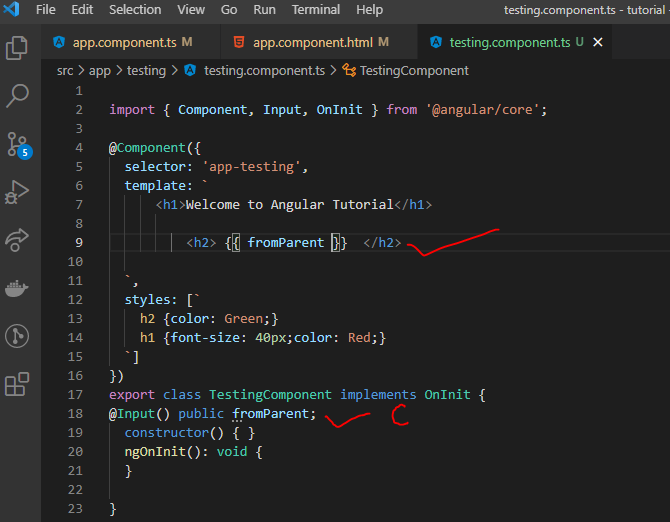 File Edit Selection View Go Run Terminal Help testing.component.ts - tutorial -
app.component.ts M app.component.html M testing.component.ts U
src > app > testing > testing.component.ts > TestingComponent
1
2 import { Component, Input, OnInit } from '@angular/core';
3
4 @Component({
5 selector: 'app-testing',
6 template: `
7 <h1>Welcome to Angular Tutorial</h1>
8
9 <h2> {{ fromParent }} </h2>
10
11 `,
12 styles: [`
13 h2 {color: Green;}
14 h1 {font-size: 40px;color: Red;}
15 `]
16 })
17 export class TestingComponent implements OnInit {
18 @Input() public fromParent; C
19 constructor() { }
20 ngOnInit(): void {
21 }
22
23 }
5